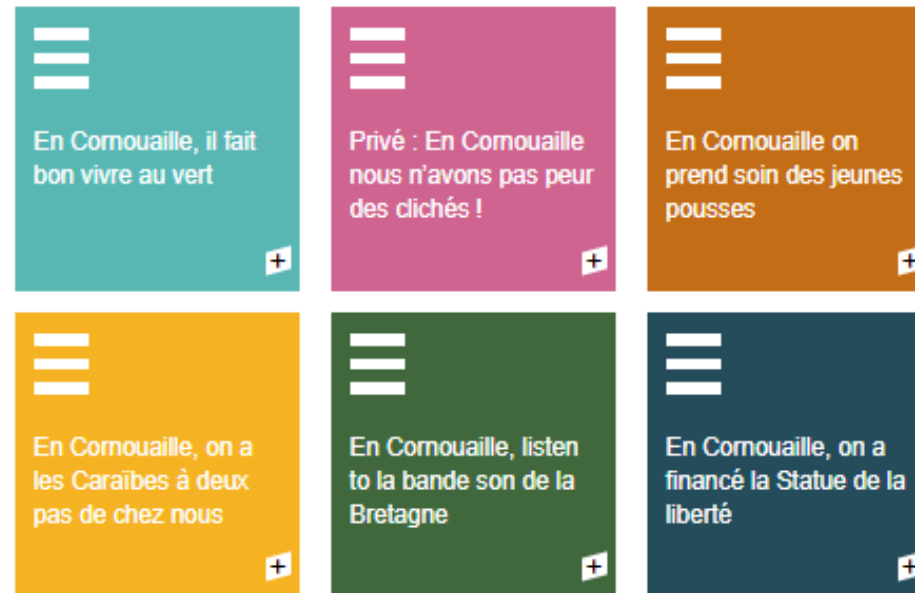 En Cornouaille, il fait
bon vivre au vert
+
Privé : En Cornouaille
nous n'avons pas peur
des clichés !
+
En Cornouaille on
prend soin des jeunes
pousses
+
En Cornouaille, on a
les Caraïbes à deux
pas de chez nous
+
En Cornouaille, listen
to la bande son de la
Bretagne
+
En Cornouaille, on a
financé la Statue de la
liberté
+